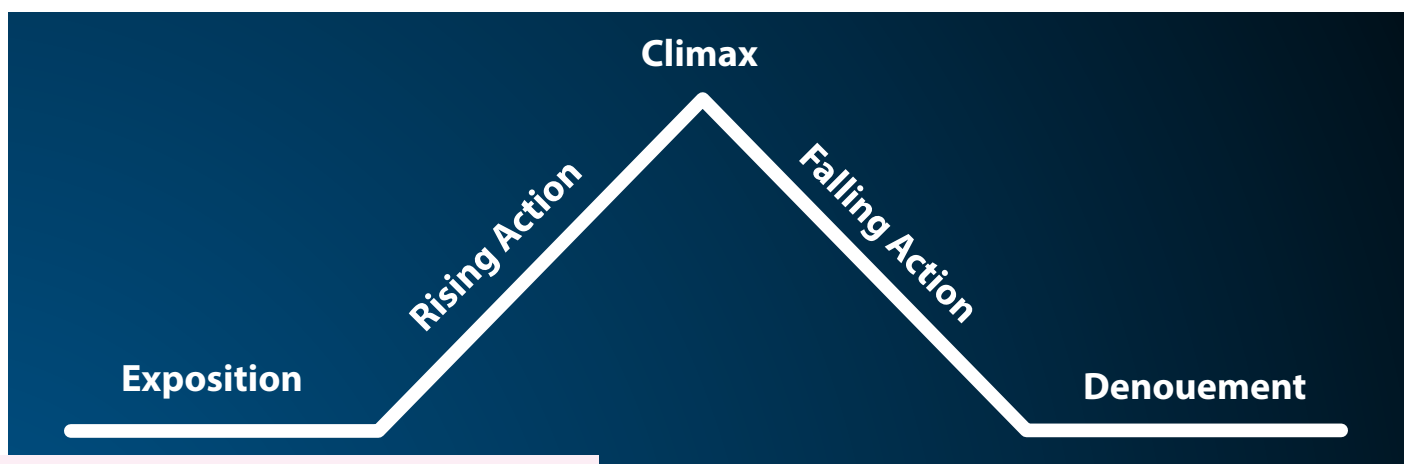 Climax
Rising Action
Falling Action
Exposition
Denouement